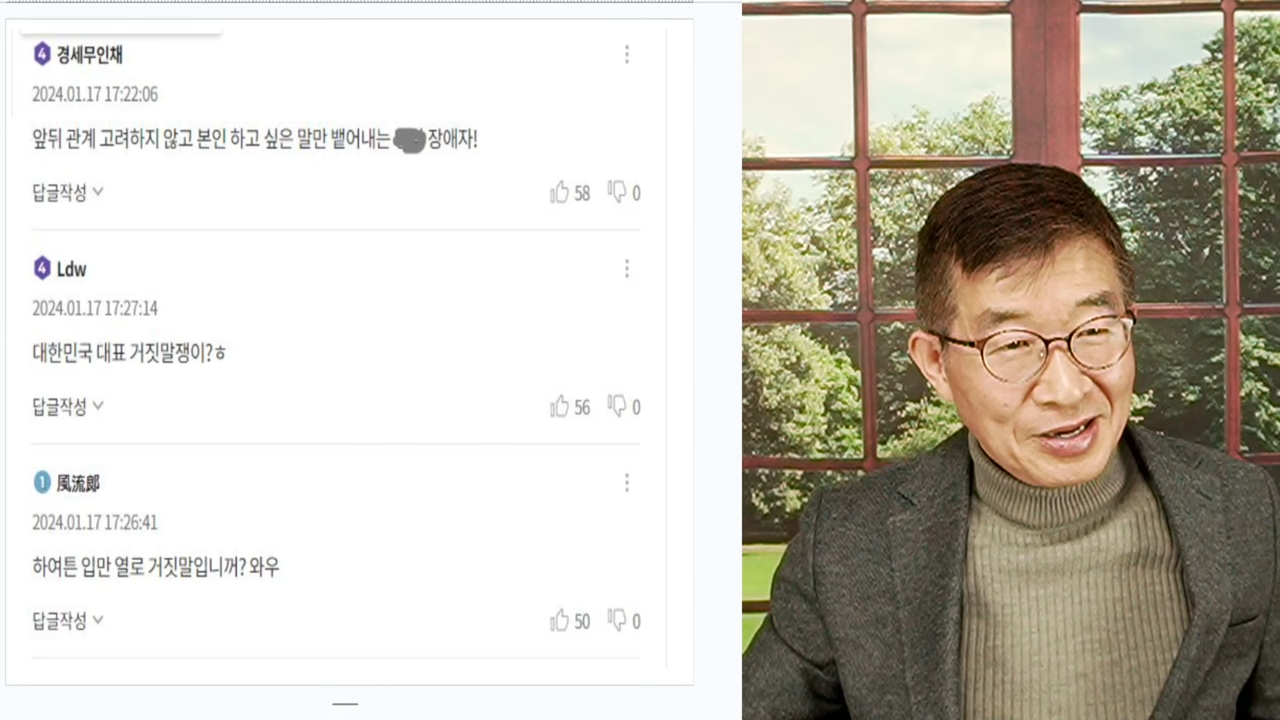 4 경세무인채
2024.01.17 17:22:06
앞뒤 관계 고려하지 않고 본인 하고 싶은 말만 뱉어내는 장애자!
답글작성 58 0
4 Ldw
2024.01.17 17:27:14
대한민국 대표 거짓말쟁이?ㅎ
답글작성 56 0
1 風流郞
2024.01.17 17:26:41
하여튼 입만 열로 거짓말입니꺼? 와우
답글작성 50 0